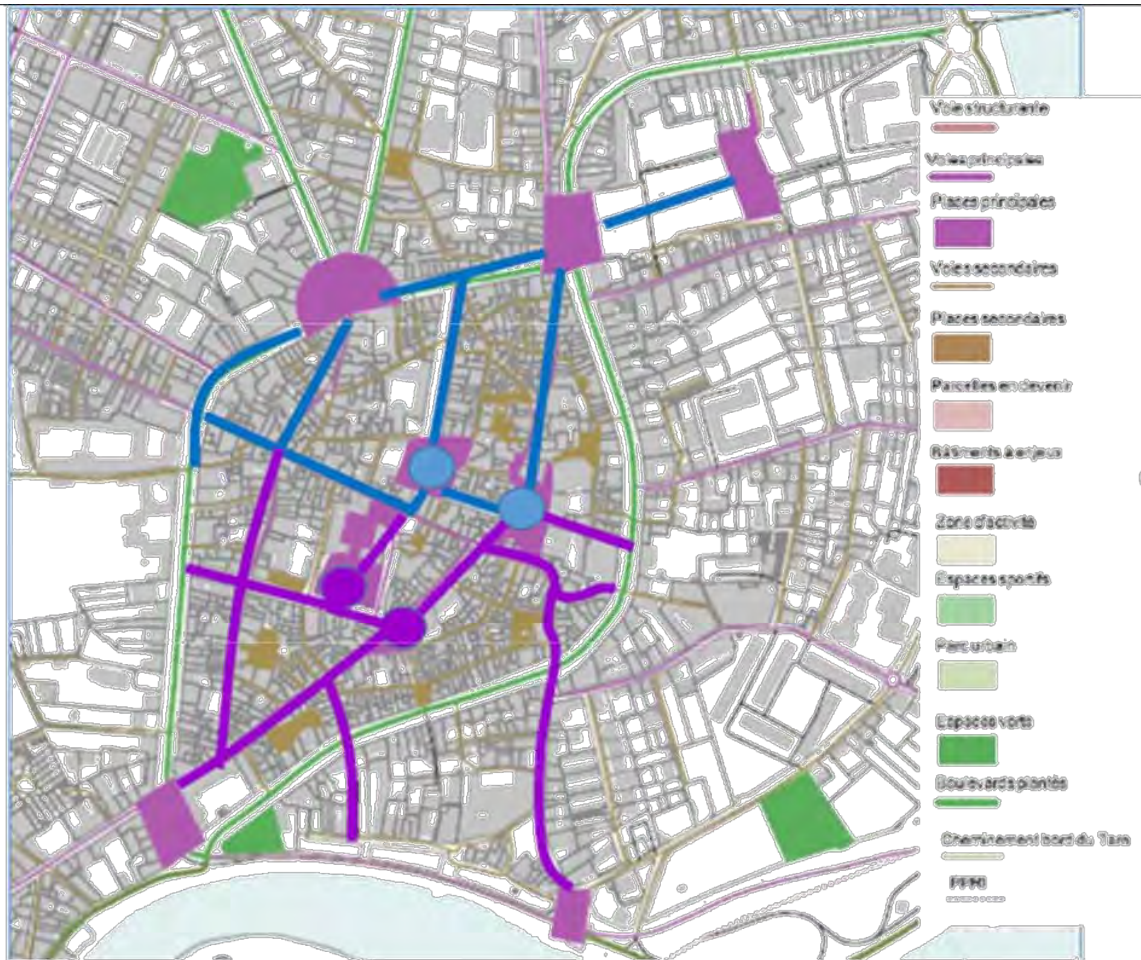 Voie structurante
Voies principales
Places principales
Voies secondaires
Places secondaires
Parcelles en devenir
Bâtiments à enjeux
Zone d'activité
Espaces sportifs
Parc urbain
Espaces verts
Boulevards plantés
Cheminement bord du Tarn
PPRI